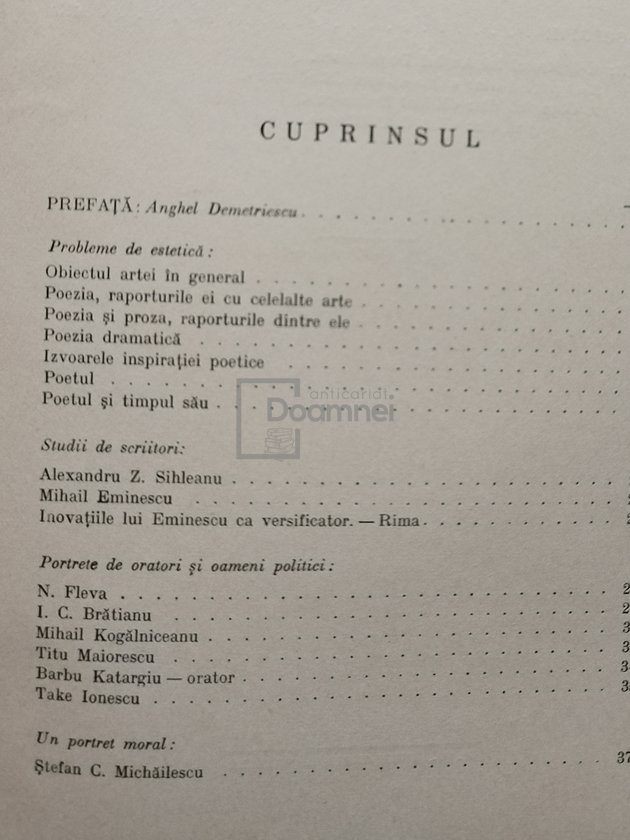 CUPRINSUL
PREFAȚĂ: Anghel Demetriescu
Probleme de estetică:
Obiectul artei în general
Poezia, raporturile ei cu celelalte arte
Poezia și proza, raporturile dintre ele
Poezia dramatică
Izvoarele inspirației poetice
Poetul
Poetul și timpul său
anticariat
Doamnei
Studii de scriitori:
Alexandru Z. Sihleanu
Mihail Eminescu
Inovațiile lui Eminescu ca versificator. — Rima
Portrete de oratori și oameni politici:
N. Fleva
I. C. Brătianu
Mihail Kogălniceanu
Titu Maiorescu
Barbu Katargiu — orator
Take Ionescu
Un portret moral:
Ștefan C. Michăilescu